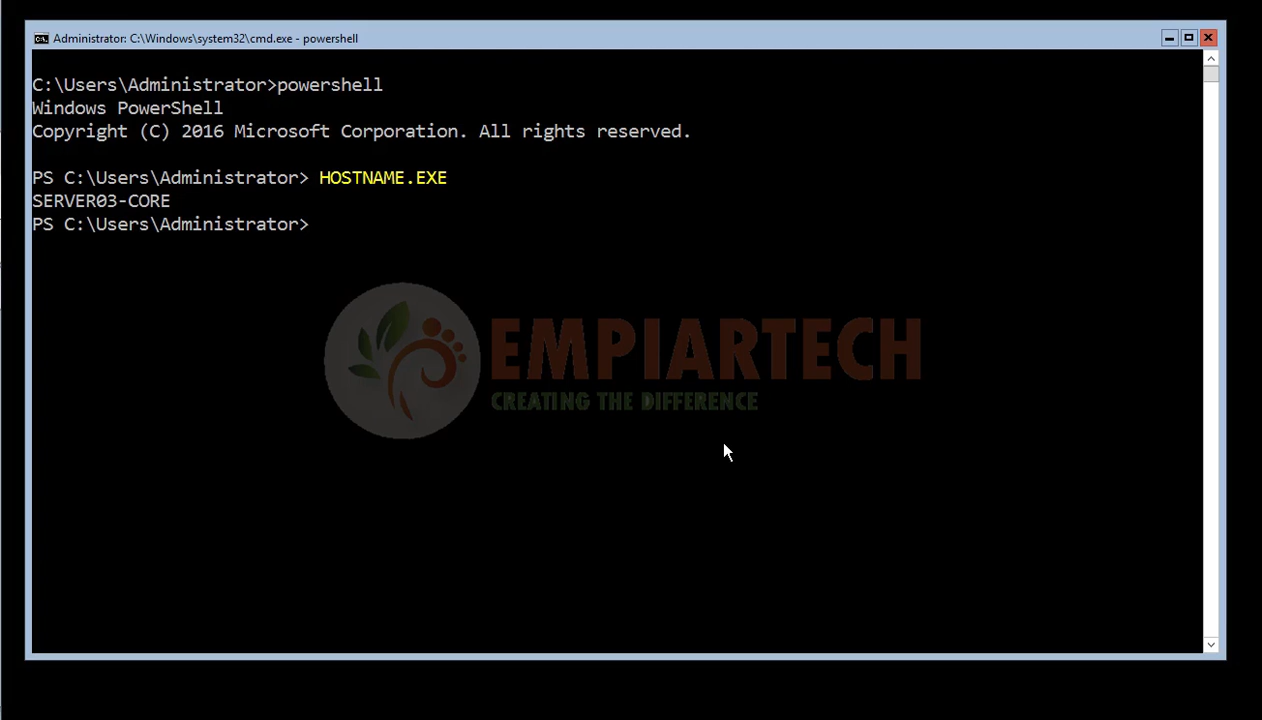 Administrator: C:\Windows\system32\cmd.exe - powershell
C:\Users\Administrator>powershell
Windows PowerShell
Copyright (C) 2016 Microsoft Corporation. All rights reserved.
PS C:\Users\Administrator> HOSTNAME.EXE
SERVER03-CORE
PS C:\Users\Administrator>
EMPIARTECH
CREATING THE DIFFERENCE